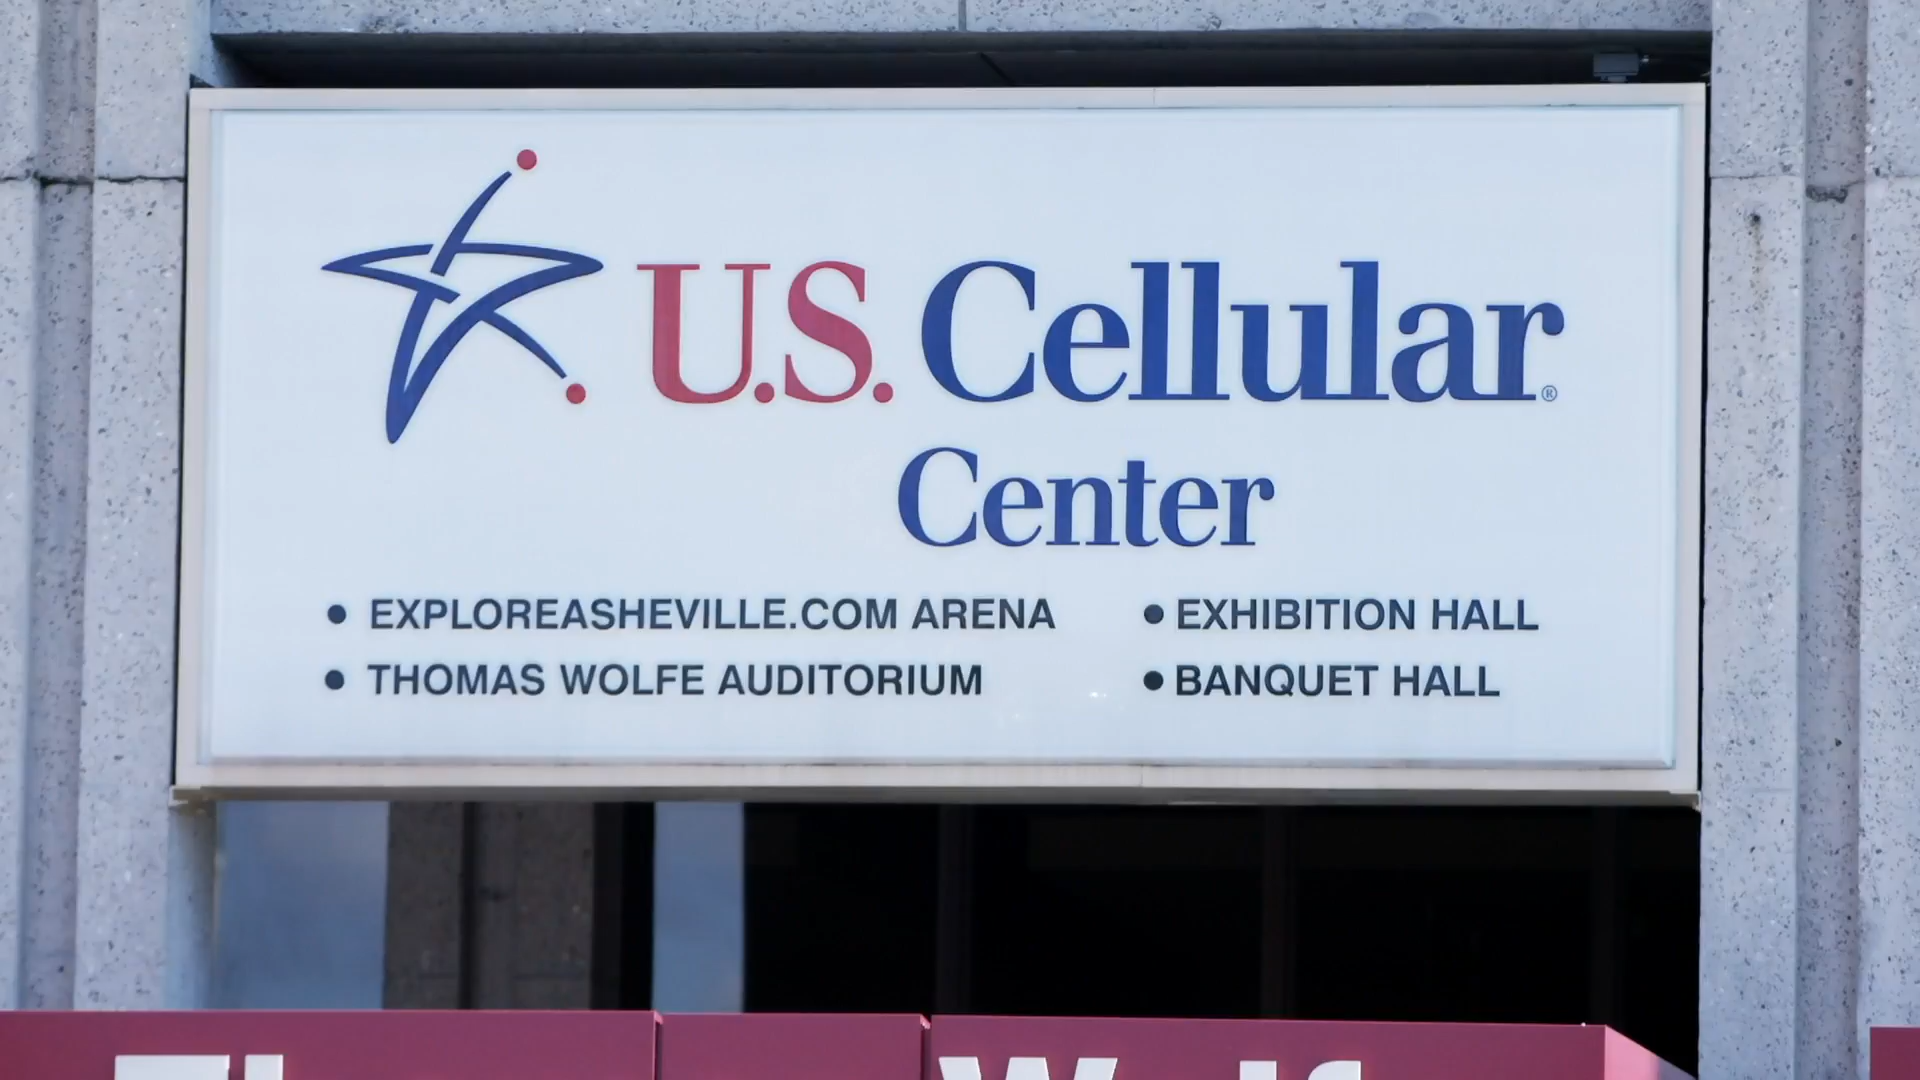 U.S. Cellular®
Center
• EXPLOREASHEVILLE.COM ARENA
• EXHIBITION HALL
• THOMAS WOLFE AUDITORIUM
• BANQUET HALL